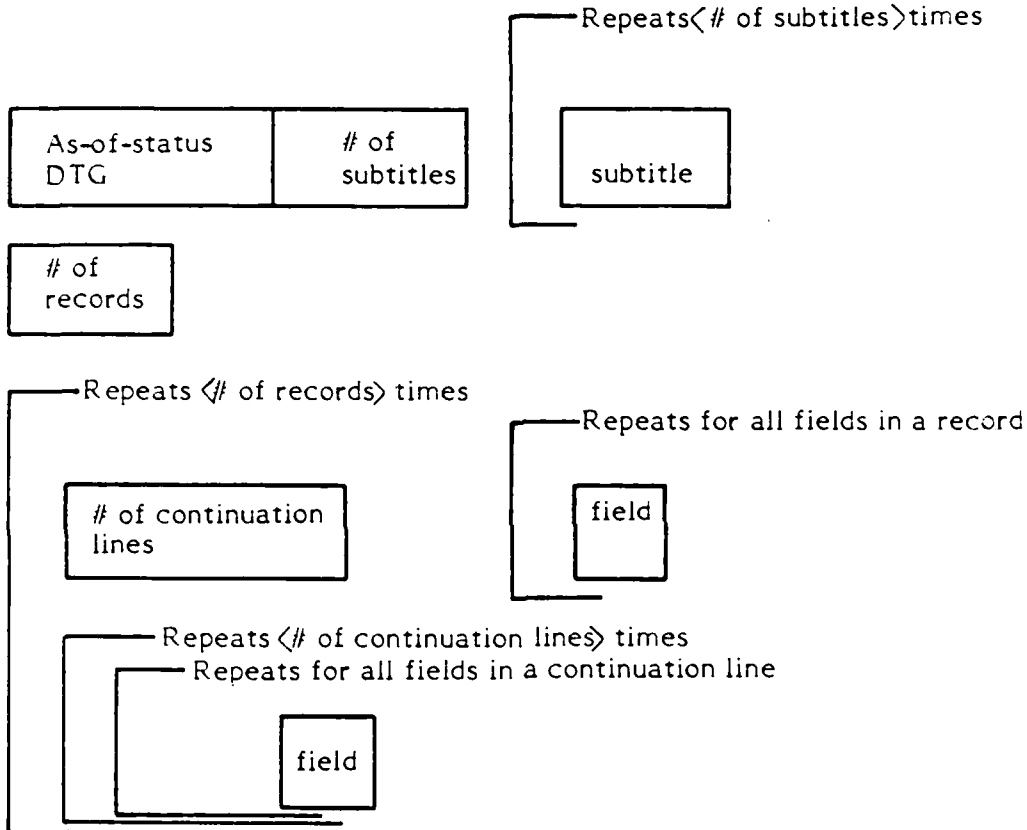 Repeats<# of subtitles>times
As-of-status
DTG
# of
subtitles
subtitle
# of
records
Repeats <# of records> times
Repeats for all fields in a record
# of continuation
lines
field
Repeats <# of continuation lines> times
Repeats for all fields in a continuation line
field